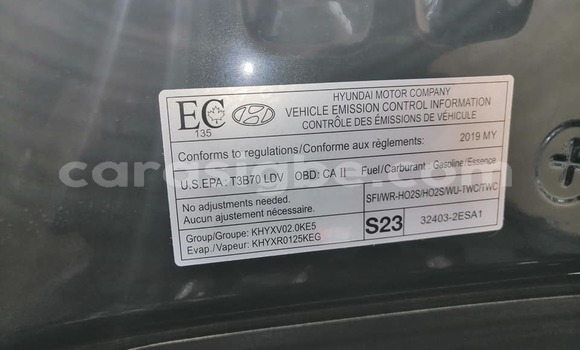 EC
135
HYUNDAI MOTOR COMPANY
VEHICLE EMISSION CONTROL INFORMATION
CONTRÔLE DES ÉMISSIONS DE VÉHICULE
Conforms to regulations/Conforme aux règlements: 2019 MY
U.S.EPA: T3B70 LDV OBD: CA II Fuel/Carburant: Gasoline/Essence
No adjustments needed.
Aucun ajustement nécessaire.
SFI/WR-HO2S/HO2S/WU-TWC/TWC
Group/Groupe: KHYXV02.0KE5
Evap./Vapeur: KHYXR0125KEG
S23
32403-2ESA1